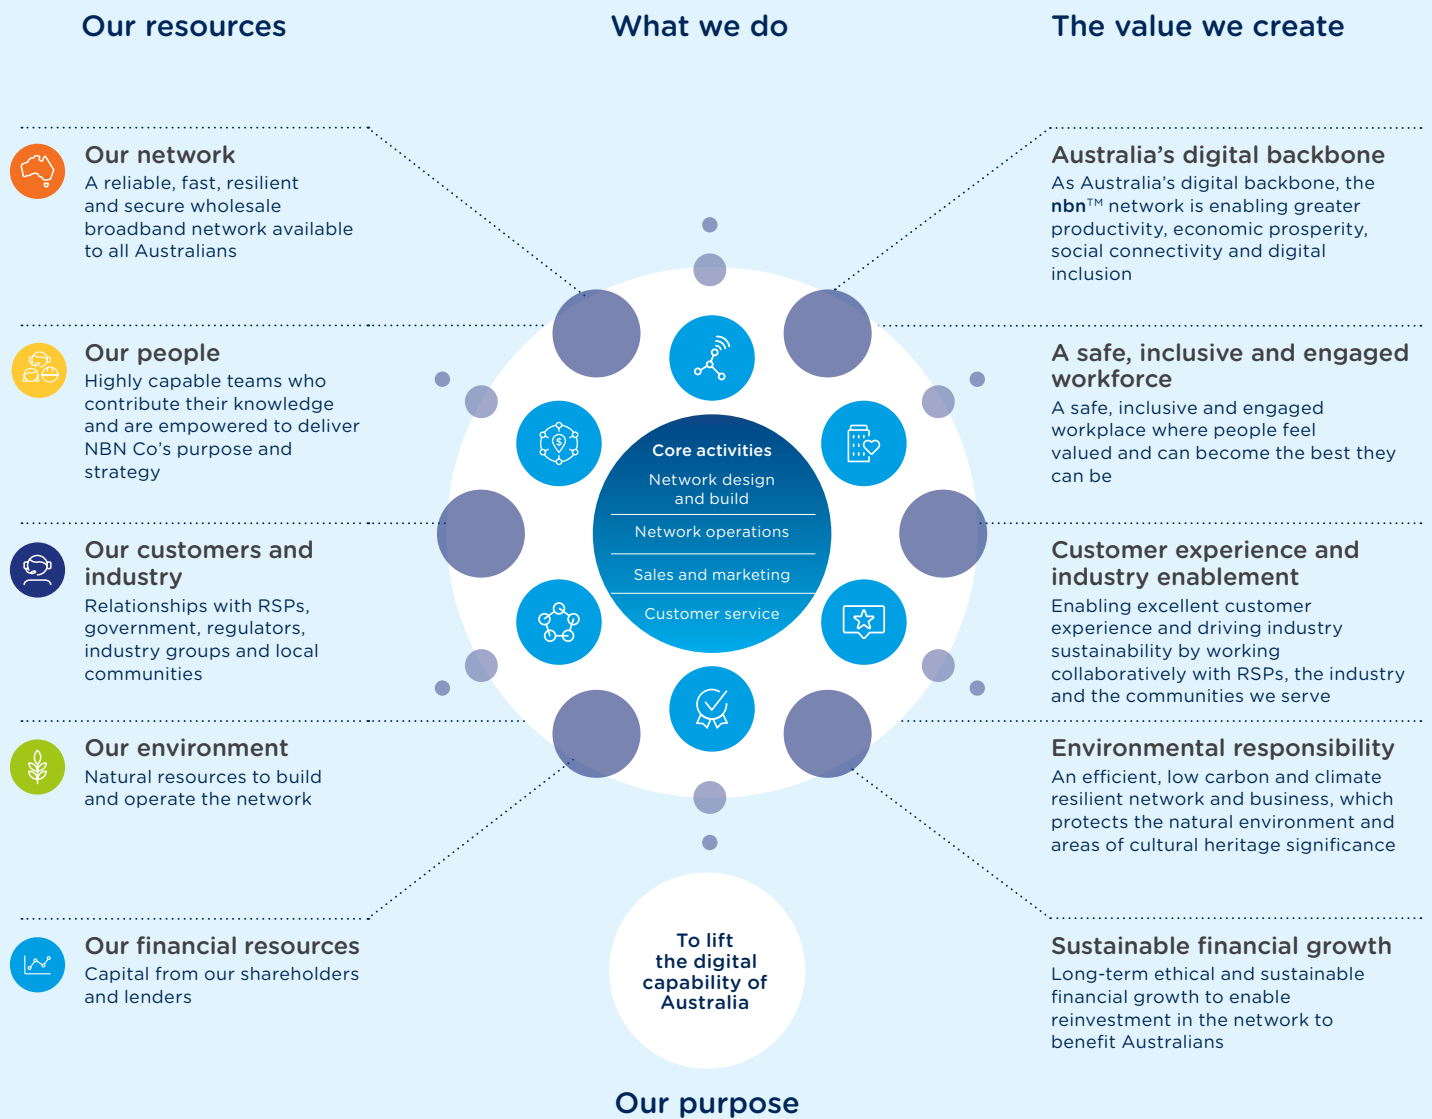 Our resources
What we do
The value we create
Our network
A reliable, fast, resilient
and secure wholesale
broadband network available
to all Australians
Our people
Highly capable teams who
contribute their knowledge
and are empowered to deliver
NBN Co’s purpose and
strategy
Our customers and
industry
Relationships with RSPs,
government, regulators,
industry groups and local
communities
Our environment
Natural resources to build
and operate the network
Our financial resources
Capital from our shareholders
and lenders
$
Core activities
Network design
and build
Network operations
Sales and marketing
Customer service
To lift
the digital
capability of
Australia
Our purpose
Australia’s digital backbone
As Australia’s digital backbone, the
nbn™ network is enabling greater
productivity, economic prosperity,
social connectivity and digital
inclusion
A safe, inclusive and engaged
workforce
A safe, inclusive and engaged
workplace where people feel
valued and can become the best they
can be
Customer experience and
industry enablement
Enabling excellent customer
experience and driving industry
sustainability by working
collaboratively with RSPs, the industry
and the communities we serve
Environmental responsibility
An efficient, low carbon and climate
resilient network and business, which
protects the natural environment and
areas of cultural heritage significance
Sustainable financial growth
Long-term ethical and sustainable
financial growth to enable
reinvestment in the network to
benefit Australians